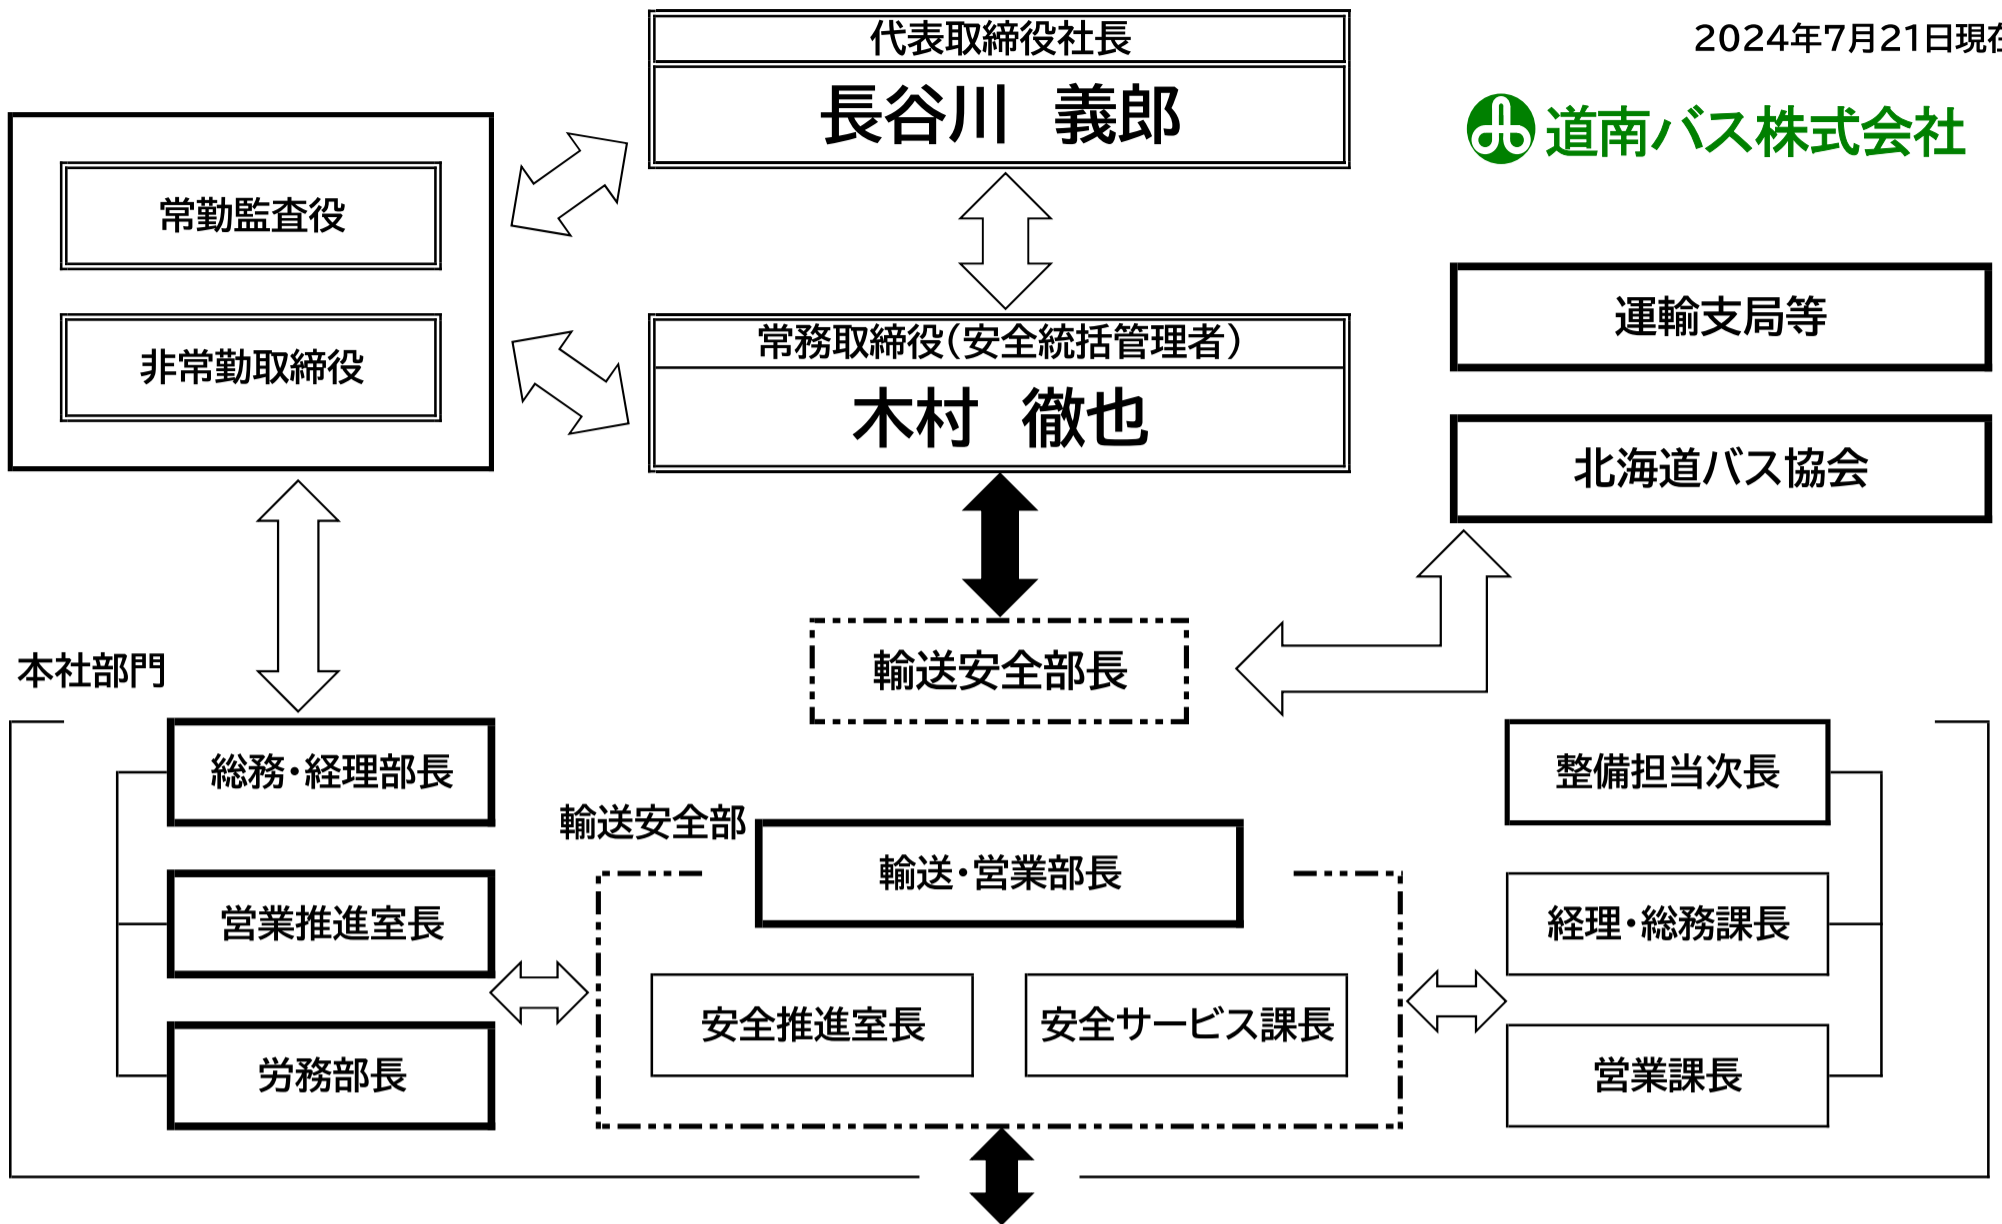 代表取締役社長
2024年7月21日現在
長谷川 義郎
道南バス株式会社
常勤監査役
非常勤取締役
常務取締役(安全統括管理者)
木村 徹也
運輸支局等
北海道バス協会
輸送安全部長
本社部門
総務・経理部長
営業推進室長
労務部長
輸送安全部
輸送・営業部長
安全推進室長
安全サービス課長
整備担当次長
経理・総務課長
営業課長